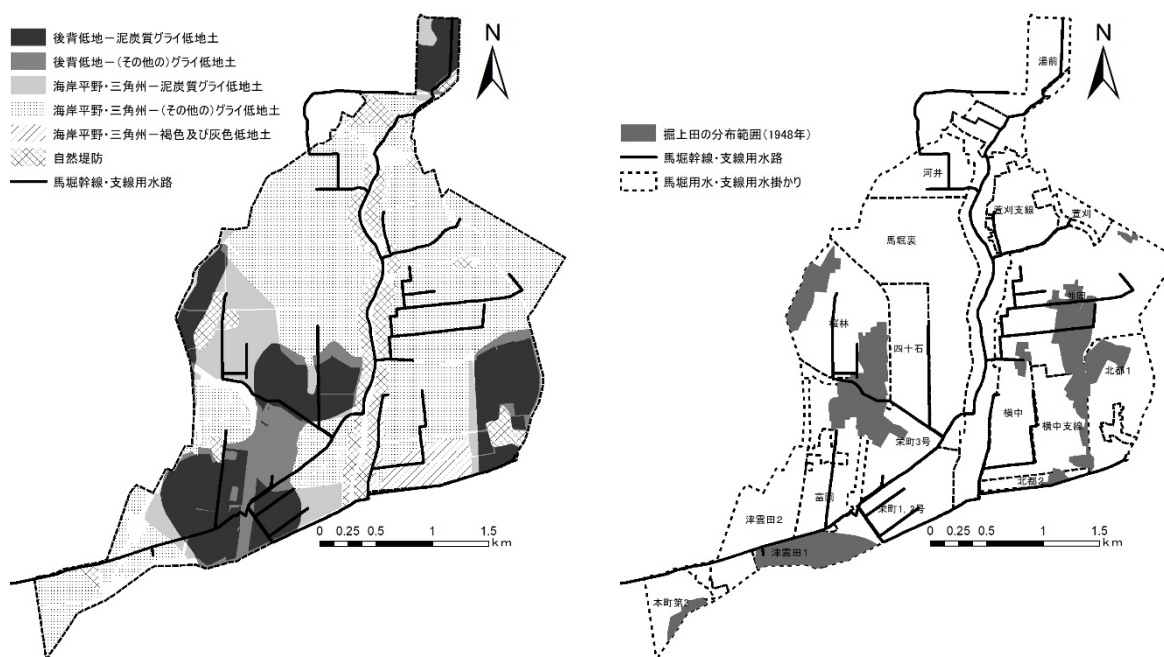 後背低地－泥炭質グライ低地土
後背低地－(その他の)グライ低地土
海岸平野・三角州－泥炭質グライ低地土
海岸平野・三角州－(その他の)グライ低地土
海岸平野・三角州－褐色及び灰色低地土
自然堤防
馬堀幹線・支線用水路
N
0 0.25 0.5 1 1.5
km
N
掘上田の分布範囲(1948年)
馬堀幹線・支線用水路
馬堀用水・支線用水掛かり
湯前
河井
萱刈支線
萱刈
馬堀裏
桜林
四十石
北都1
横中
横中支線
栄町3号
北都2
富岡
栄町1,2号
津雲田2
津雲田1
本町第2
0 0.25 0.5 1 1.5
km